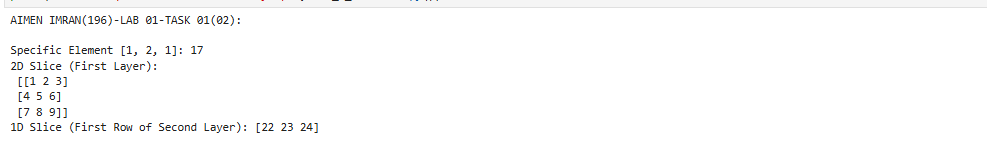 AIMEN IMRAN(196)-LAB 01-TASK 01(02):
Specific Element [1, 2, 1]: 17
2D Slice (First Layer):
[[1 2 3]
[4 5 6]
[7 8 9]]
1D Slice (First Row of Second Layer): [22 23 24]